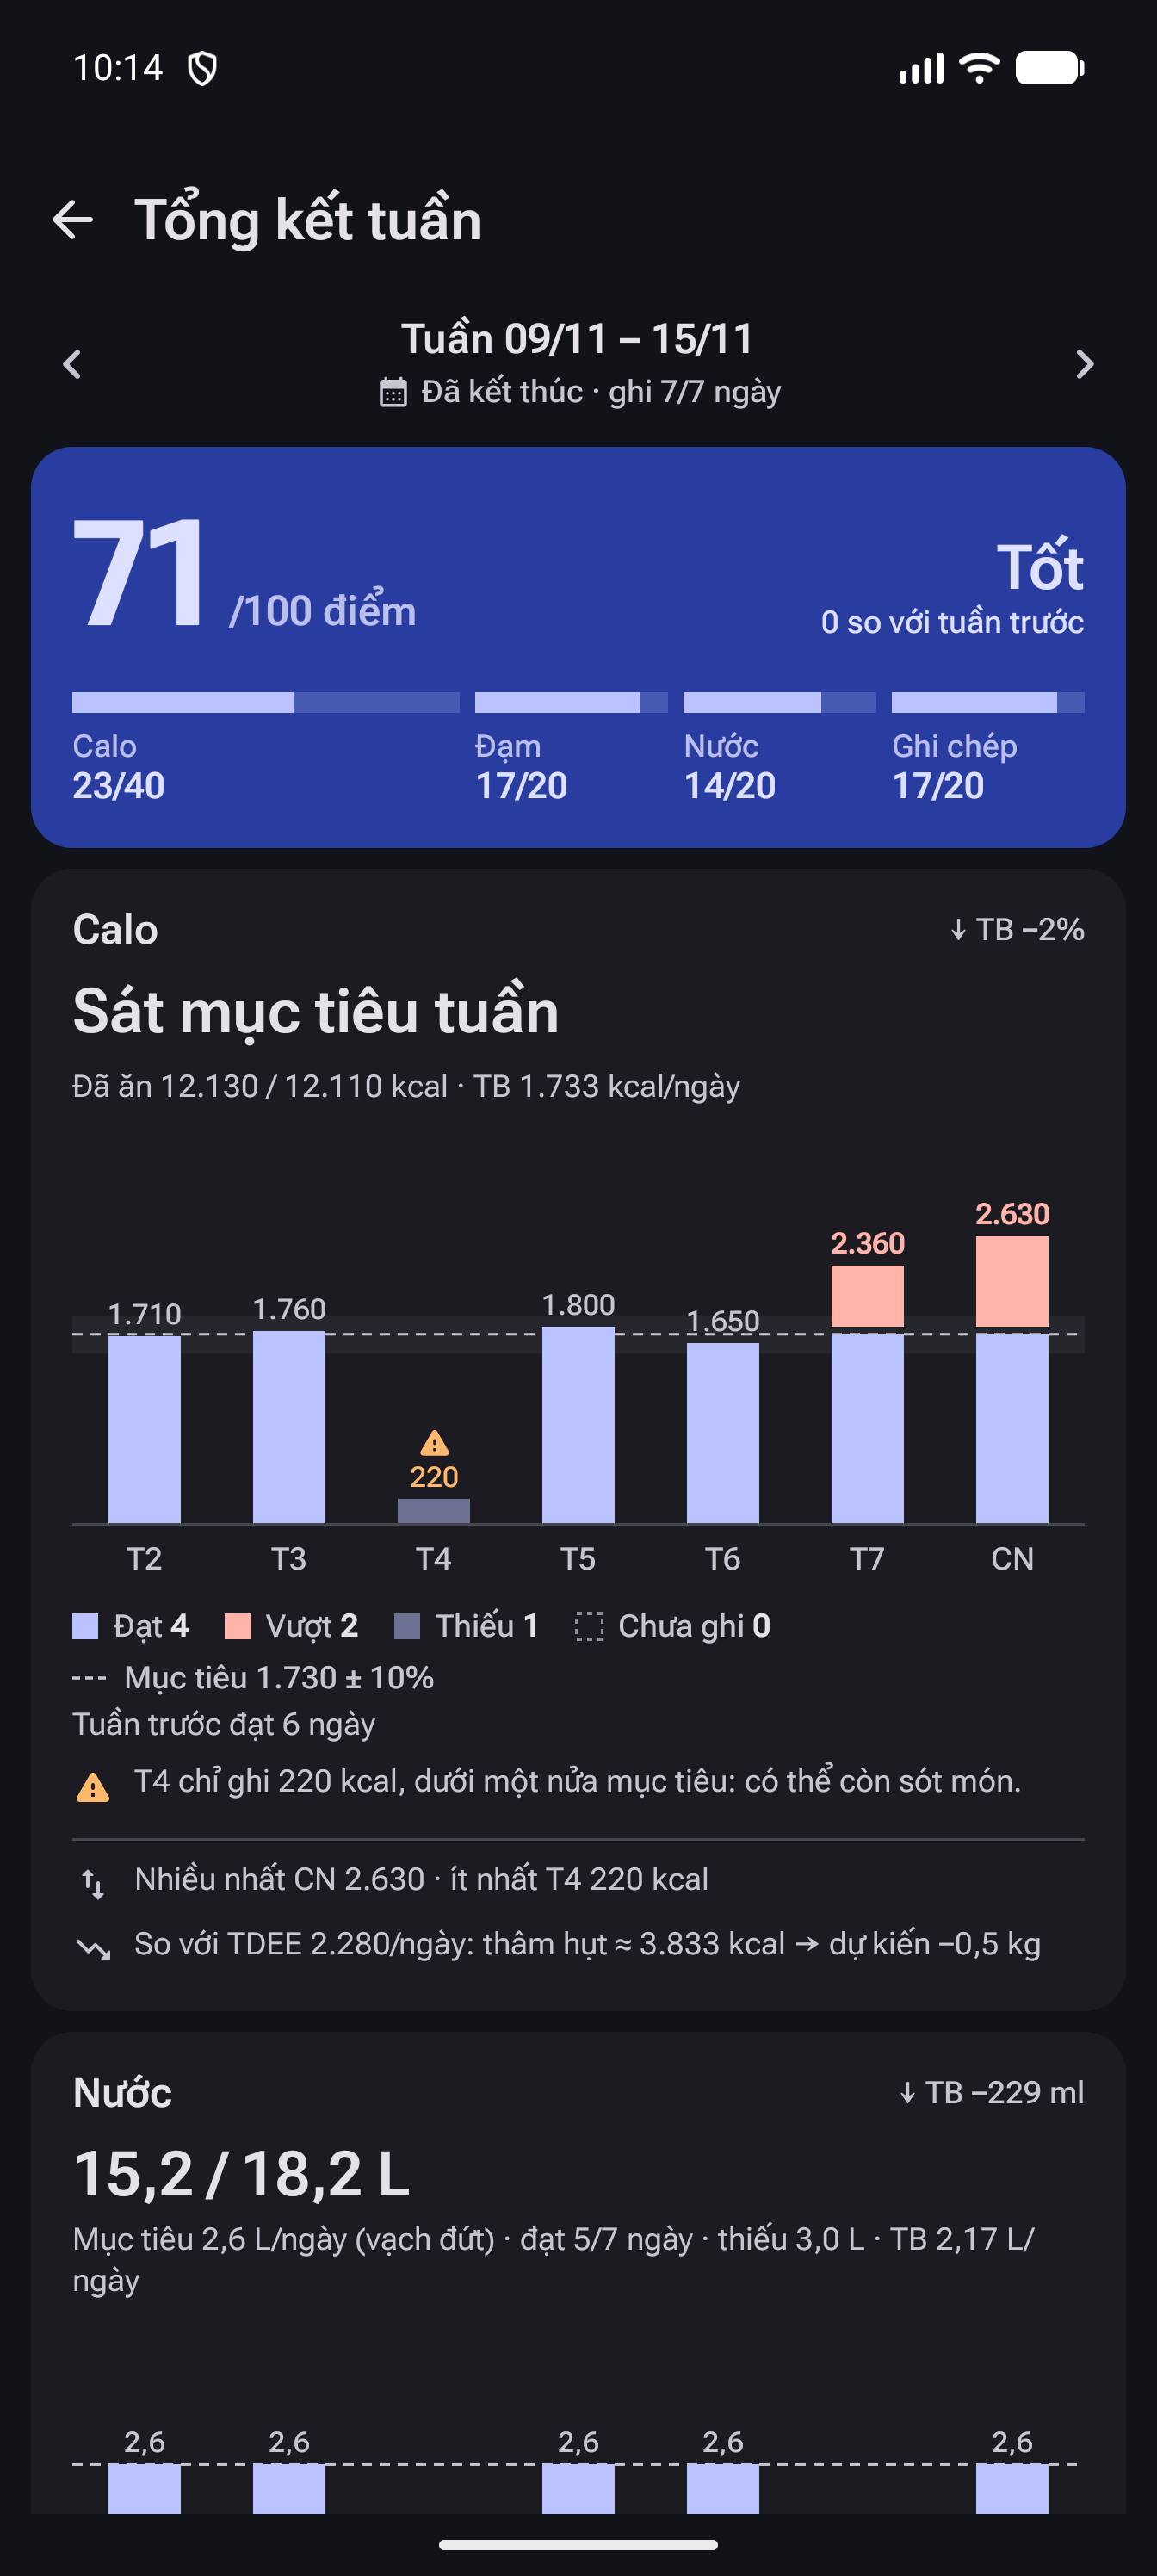 10:14
Tổng kết tuần
Tuần 09/11 – 15/11
Đã kết thúc · ghi 7/7 ngày
71 /100 điểm
Tốt
0 so với tuần trước
Calo
23/40
Đạm
17/20
Nước
14/20
Ghi chép
17/20
Calo
↓ TB –2%
Sát mục tiêu tuần
Đã ăn 12.130 / 12.110 kcal · TB 1.733 kcal/ngày
1.710
1.760
220
1.800
1.650
2.360
2.630
T2 T3 T4 T5 T6 T7 CN
Đạt 4 Vượt 2 Thiếu 1 Chưa ghi 0
Mục tiêu 1.730 ± 10%
Tuần trước đạt 6 ngày
T4 chỉ ghi 220 kcal, dưới một nửa mục tiêu: có thể còn sót món.
Nhiều nhất CN 2.630 · ít nhất T4 220 kcal
So với TDEE 2.280/ngày: thâm hụt ≈ 3.833 kcal → dự kiến –0,5 kg
Nước
↓ TB –229 ml
15,2 / 18,2 L
Mục tiêu 2,6 L/ngày (vạch đứt) · đạt 5/7 ngày · thiếu 3,0 L · TB 2,17 L/
ngày
2,6 2,6 2,6 2,6 2,6